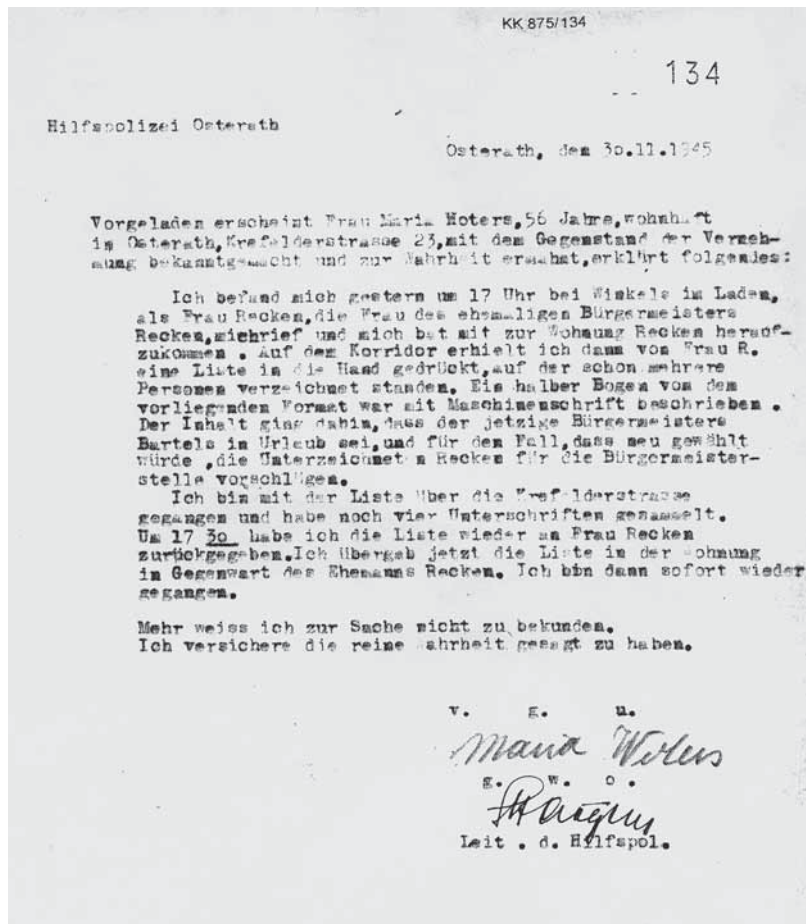 KK 875/134
134
Hilfspolizei Osterath
Osterath, den 30.11.1945
Vorgeladen erscheint Frau Maria Woters, 56 Jahre, wohnhaft
in Osterath, Krefelderstrasse 23, mit dem Gegenstand der Verneh-
mung bekanntgemacht und zur Wahrheit ermahnt, erklärt folgendes:
Ich befand mich gestern um 17 Uhr bei Winkels im Laden,
als Frau Recken, die Frau des ehemaligen Bürgermeisters
Recken, michrief und mich bat mit zur Wohnung Recken herauf-
zukommen . Auf dem Korridor erhielt ich dann von Frau R.
eine Liste in die Hand gedrückt, auf der schon mehrere
Personen verzeichnet standen. Ein halber Bogen von dem
vorliegenden Format war mit Maschinenschrift beschrieben .
Der Inhalt ging dahin, dass der jetzige Bürgermeisters
Bartels in Urlaub sei, und für den Fall, dass neu gewählt
würde , die Unterzeichnet n Recken für die Bürgermeister-
stelle vorschlügen.
Ich bin mit der Liste über die Krefelderstrasse
gegangen und habe noch vier Unterschriften gesammelt.
Um 17 30 habe ich die Liste wieder an Frau Recken
zurückgegeben. Ich übergab jetzt die Liste in der Wohnung
in Gegenwart des Ehemanns Recken. Ich bin dann sofort wieder
gegangen.
Mehr weiss ich zur Sache nicht zu bekunden.
Ich versichere die reine Wahrheit gesagt zu haben.
v. g. u.
Maria
g. w. o.
Leit . d. Hilfspol.